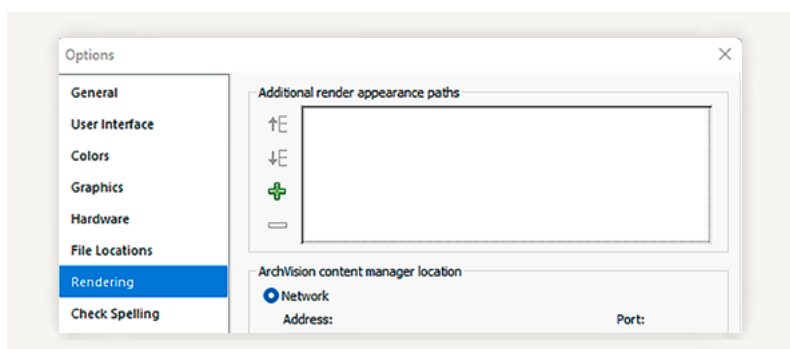 Options
General
User Interface
Colors
Graphics
Hardware
File Locations
Rendering
Check Spelling
Additional render appearance paths
ArchVision content manager location
Network
Address: Port: